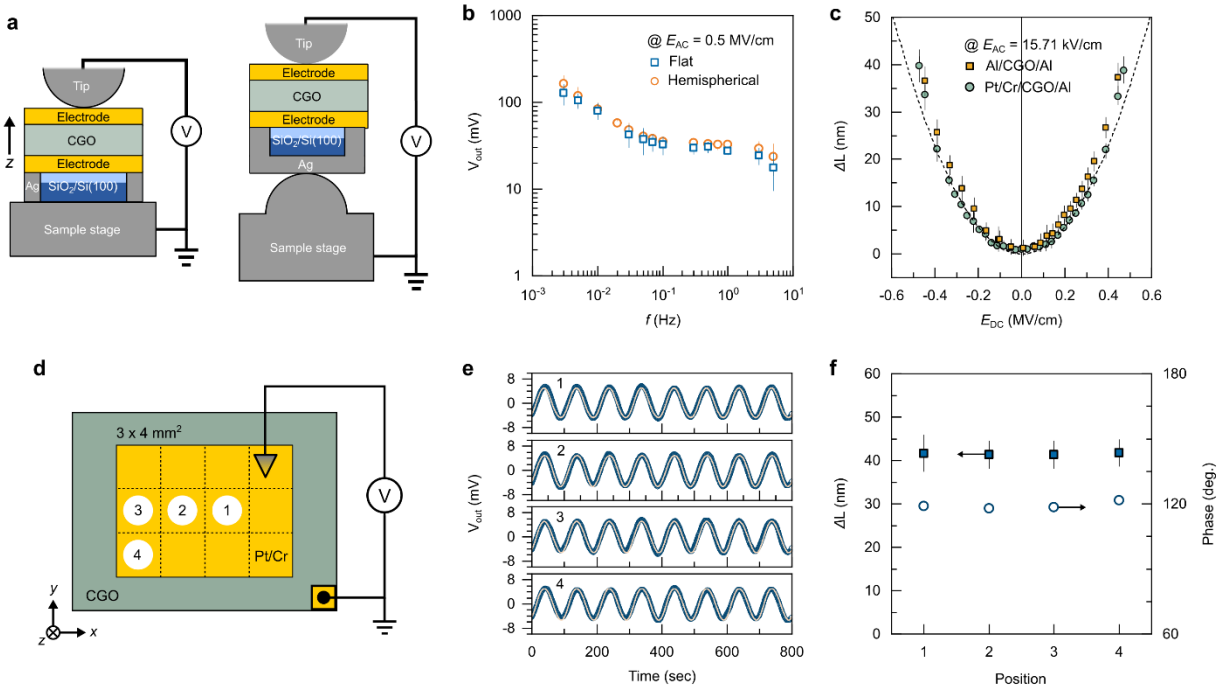 a
Tip
Electrode
CGO
Electrode
Ag
SiO₂/Si(100)
Sample stage
z
V
Tip
Electrode
CGO
Electrode
SiO₂/Si(100)
Ag
Sample stage
V
b
@ E_AC = 0.5 MV/cm
Flat
Hemispherical
V_out (mV)
1000
100
10
1
10⁻³ 10⁻² 10⁻¹ 10⁰ 10¹
f (Hz)
c
@ E_AC = 15.71 kV/cm
Al/CGO/Al
Pt/Cr/CGO/Al
ΔL (nm)
50
40
30
20
10
0
-0.6 -0.4 -0.2 0.0 0.2 0.4 0.6
E_DC (MV/cm)
d
3 x 4 mm²
3 2 1
4
Pt/Cr
CGO
V
y
z x
e
V_out (mV)
8
0
-8
1
8
0
-8
2
8
0
-8
3
8
0
-8
4
0 200 400 600 800
Time (sec)
f
ΔL (nm)
60
50
40
30
20
10
0
180
120
60
Phase (deg.)
1 2 3 4
Position